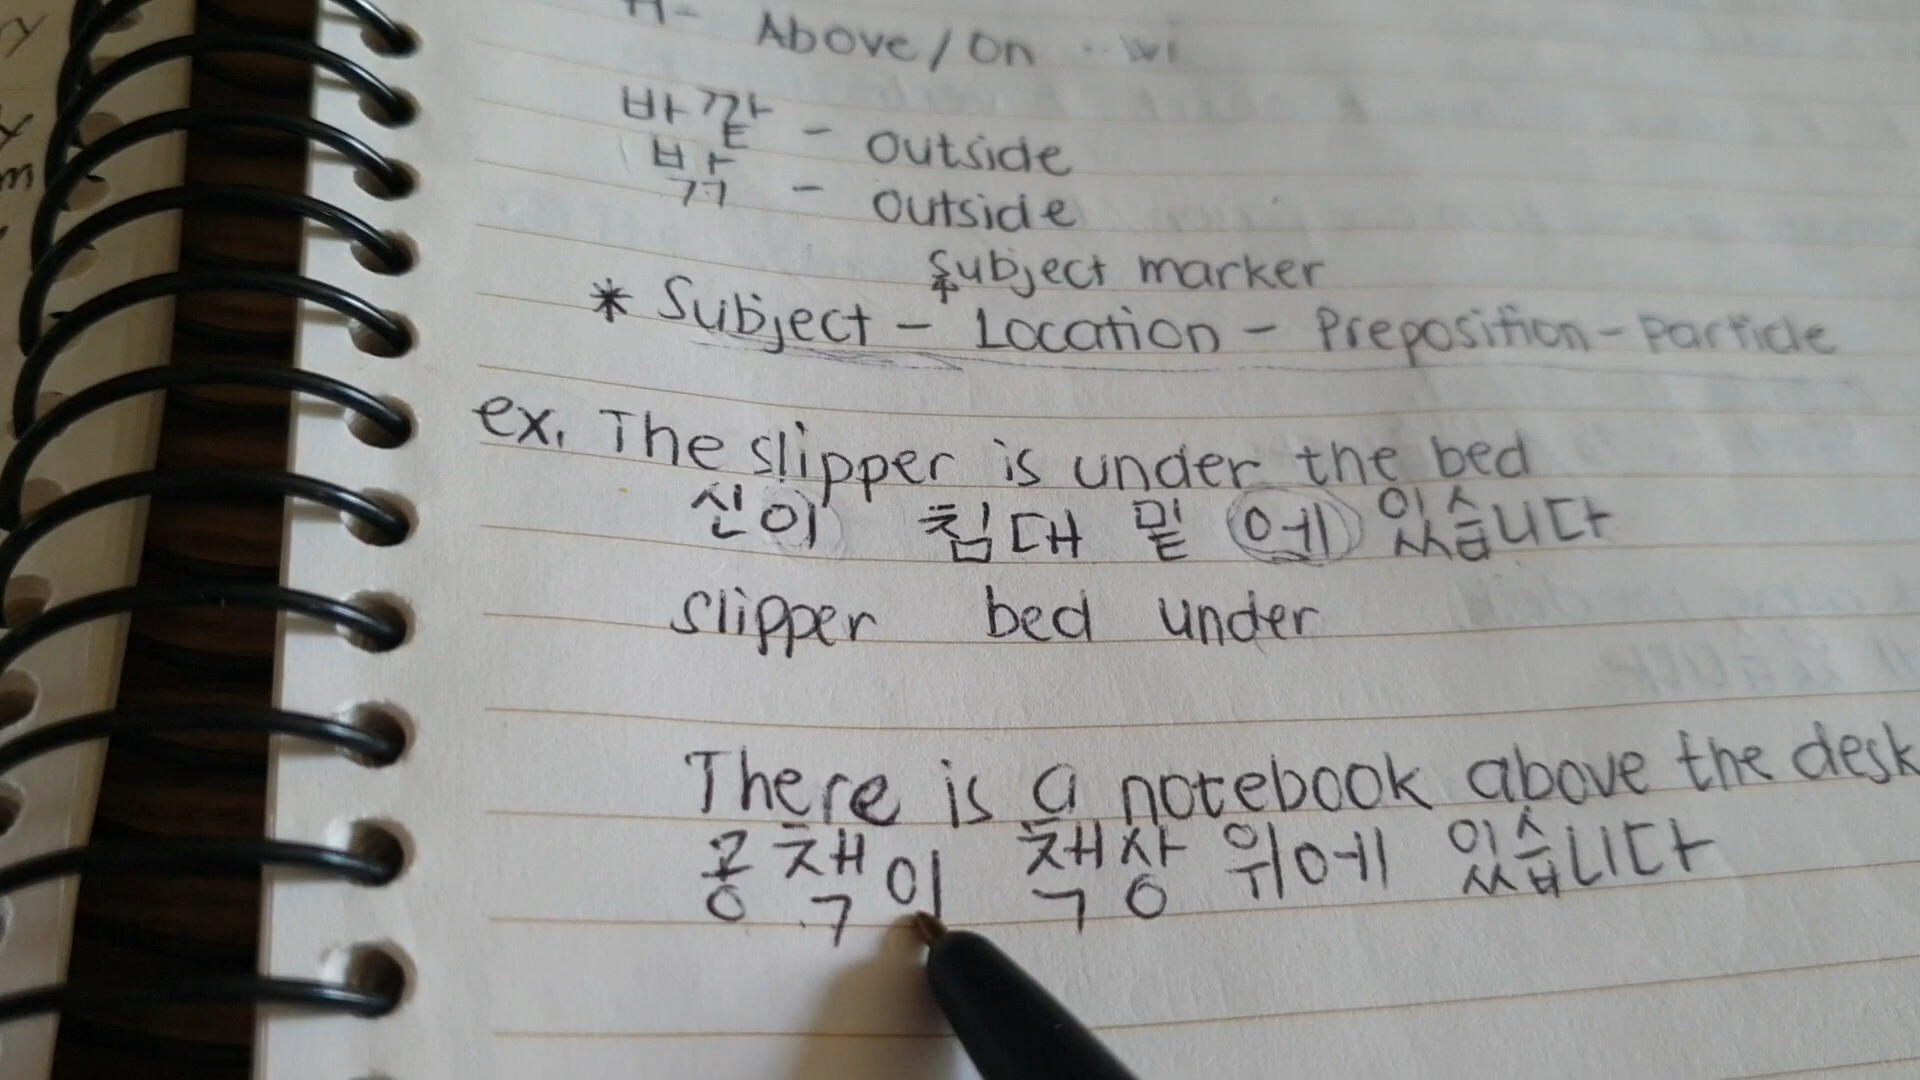 - Above/on
바깥 - outside
밖 - outside
subject marker
* Subject - Location - Preposition - particle
ex. The slipper is under the bed
신이 침대 밑에 있습니다
slipper bed under
There is a notebook above the desk
공책이 책상 위에 있습니다